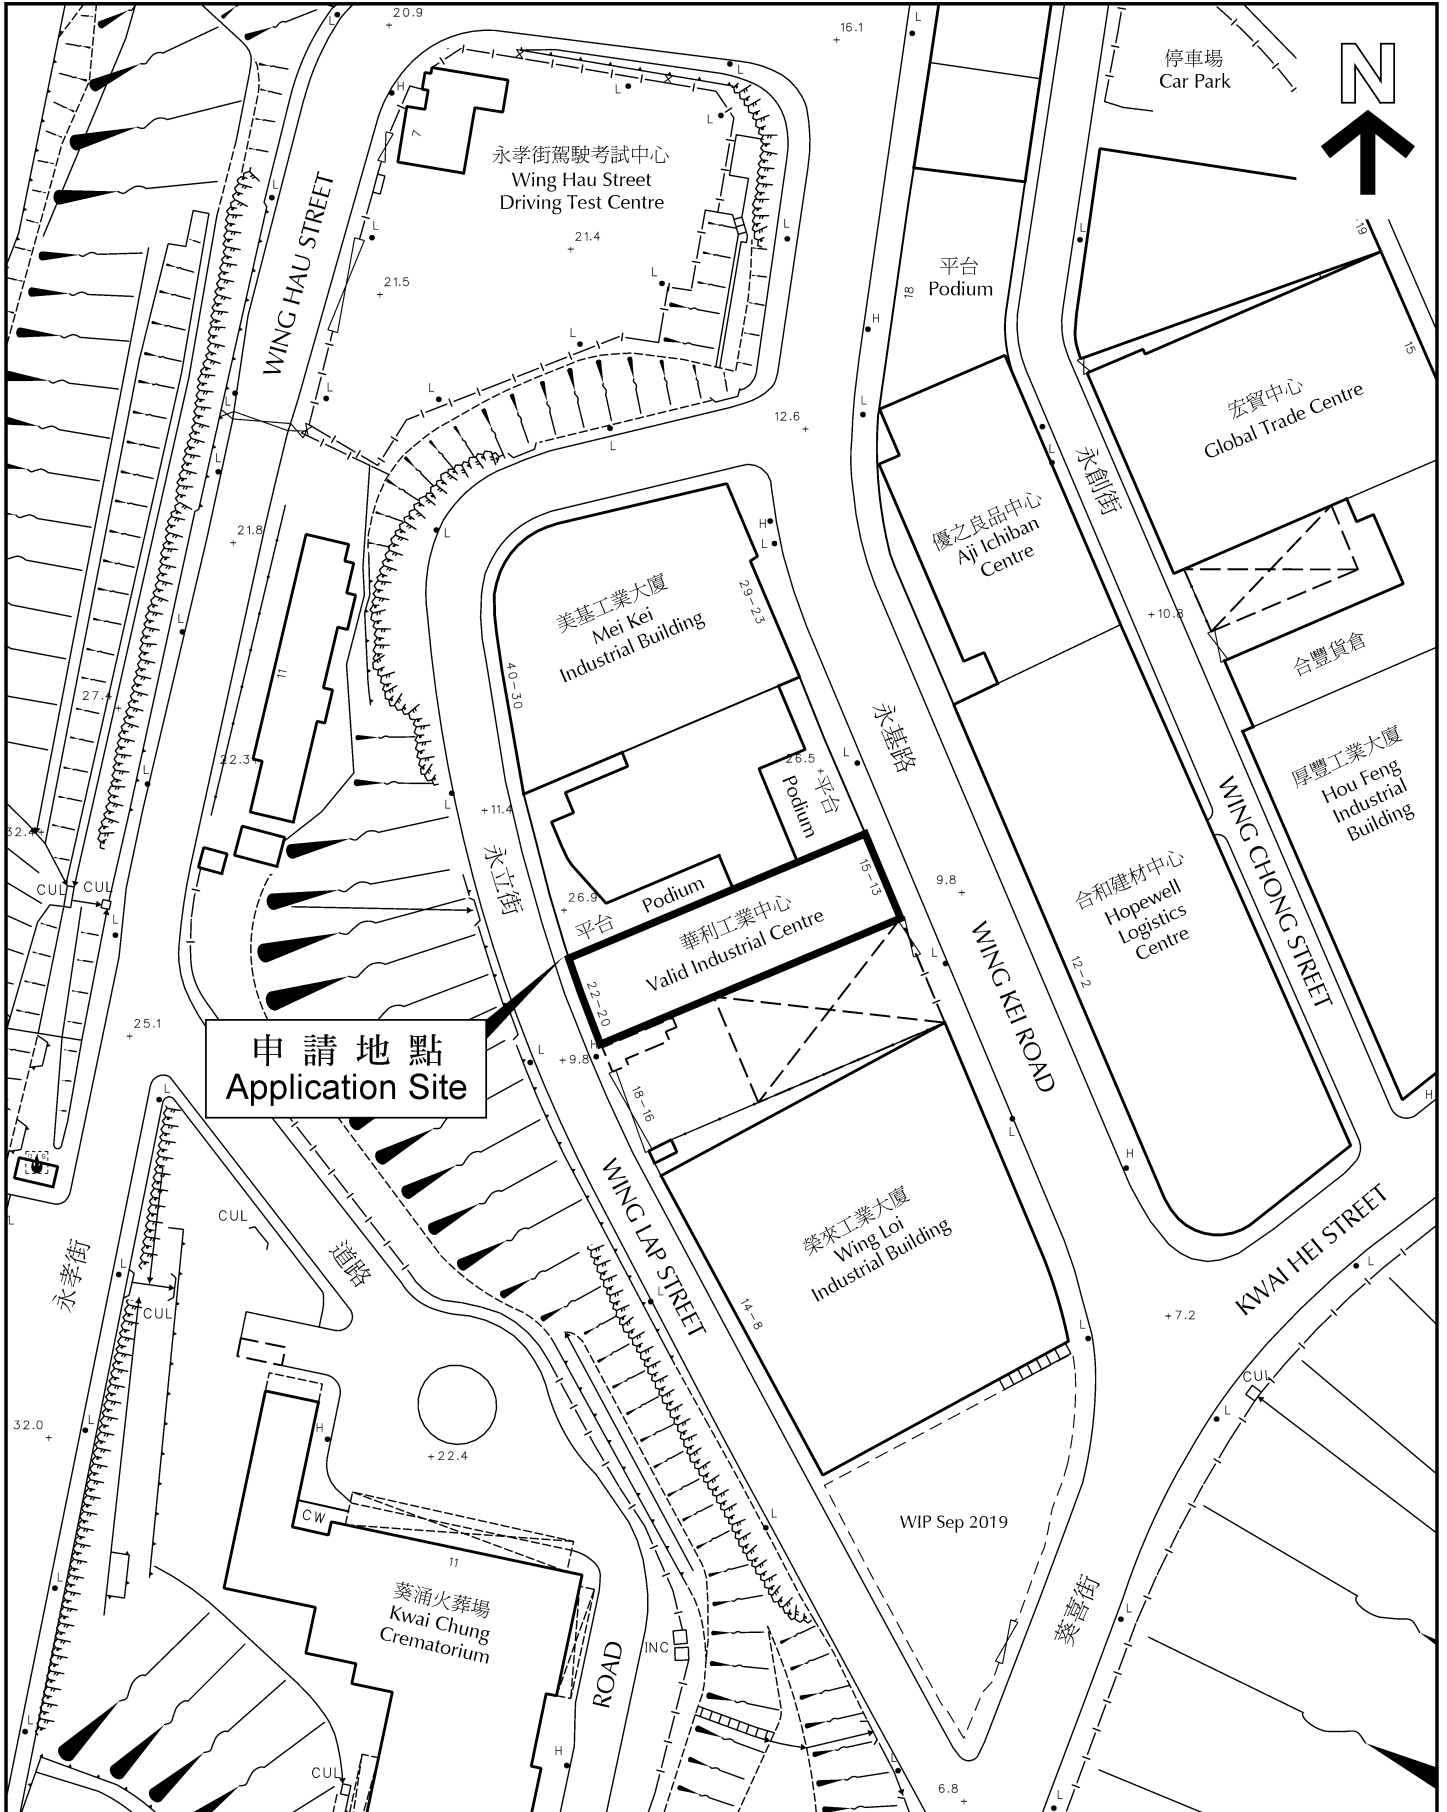 20.9
16.1
停車場
Car Park
N
L
L
L
L
H
L
7
永孝街駕駛考試中心
Wing Hau Street
Driving Test Centre
21.4
21.5
WING HAU STREET
平台
Podium
18
H
19
15
12.6
宏貿中心
Global Trade Centre
永創街
優之良品中心
Aji Ichiban
Centre
21.8
美基工業大廈
Mei Kei
Industrial Building
29-23
40-30
10.8
合豐貨倉
11
27.4
22.3
永基路
26.5
平台
Podium
厚豐工業大廈
Hou Feng
Industrial
Building
WING CHONG STREET
11.4
32.4
CUL
CUL
永立街
26.9
平台
Podium
15-13
9.8
華利工業中心
Valid Industrial Centre
22-20
合和建材中心
Hopewell
Logistics
Centre
12-2
WING KEI ROAD
25.1
申請地點
Application Site
+9.8
H
18-16
H
H
WING LAP STREET
CUL
道路
永孝街
CUL
榮來工業大廈
Wing Loi
Industrial Building
14-8
KWAI HEI STREET
+7.2
CUL
32.0
H
+22.4
CW
11
WIP Sep 2019
葵涌火葬場
Kwai Chung
Crematorium
葵喜街
INC
ROAD
H
CUL
6.8